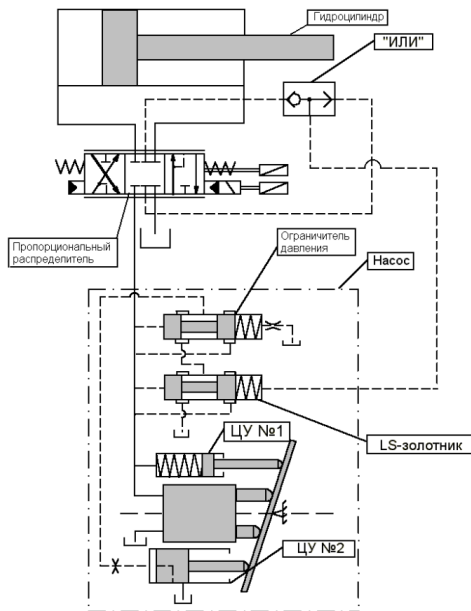 Гидроцилиндр
"ИЛИ"
Пропорциональный
распределитель
Ограничитель
давления
Насос
ЦУ №1
LS-золотник
ЦУ №2